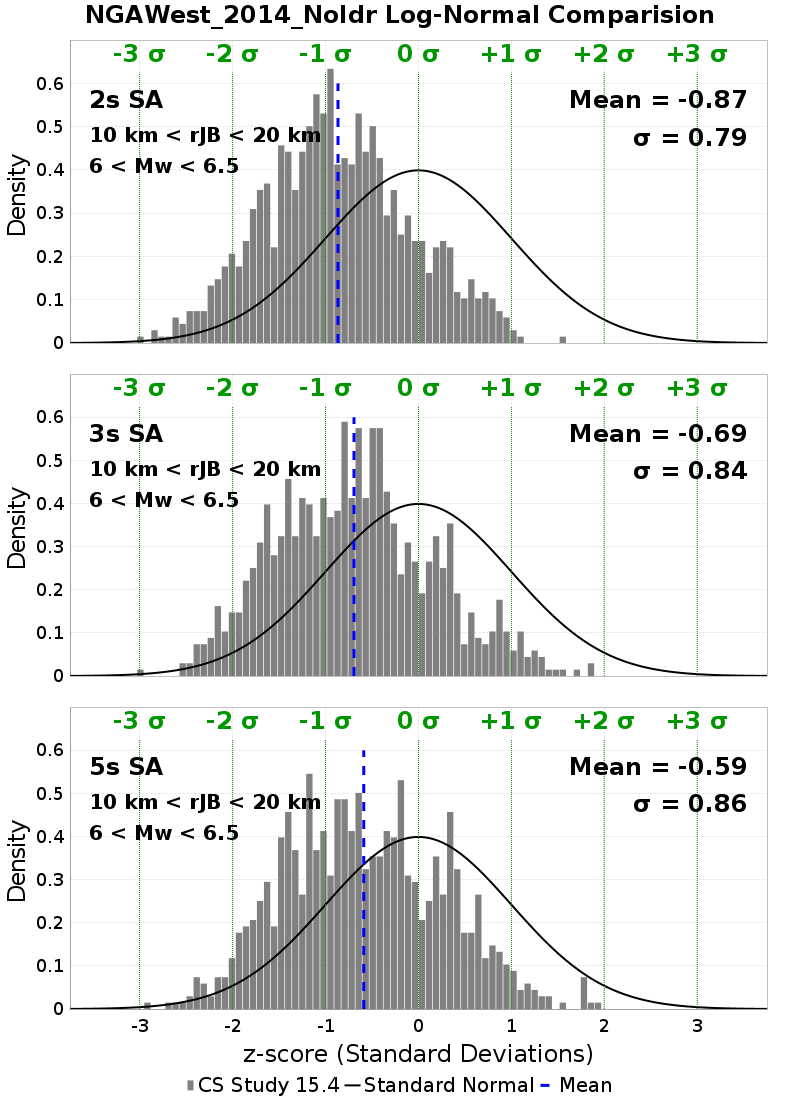 NGAWest_2014_NoIdr Log-Normal Comparision
-3 σ -2 σ -1 σ 0 σ +1 σ +2 σ +3 σ
0.6
2s SA Mean = -0.87
0.5
10 km < rJB < 20 km σ = 0.79
0.4
6 < Mw < 6.5
Density
0.3
0.2
0.1
0
-3 σ -2 σ -1 σ 0 σ +1 σ +2 σ +3 σ
0.6
3s SA Mean = -0.69
0.5
10 km < rJB < 20 km σ = 0.84
0.4
6 < Mw < 6.5
Density
0.3
0.2
0.1
0
-3 σ -2 σ -1 σ 0 σ +1 σ +2 σ +3 σ
0.6
5s SA Mean = -0.59
0.5
10 km < rJB < 20 km σ = 0.86
0.4
6 < Mw < 6.5
Density
0.3
0.2
0.1
0
-3 -2 -1 0 1 2 3
z-score (Standard Deviations)
CS Study 15.4 Standard Normal Mean